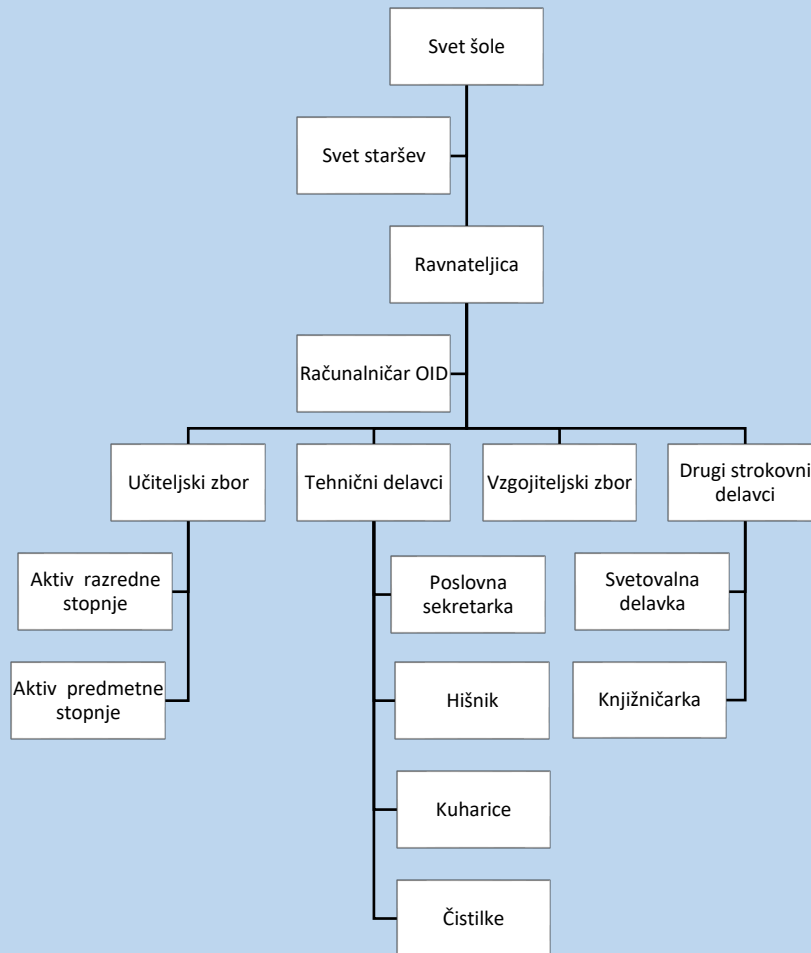 Svet šole
Svet staršev
Ravnateljica
Računalničar OID
Učiteljski zbor
Tehnični delavci
Vzgojiteljski zbor
Drugi strokovni
delavci
Aktiv razredne
stopnje
Poslovna
sekretarka
Svetovalna
delavka
Aktiv predmetne
stopnje
Hišnik
Knjižničarka
Kuharice
Čistilke